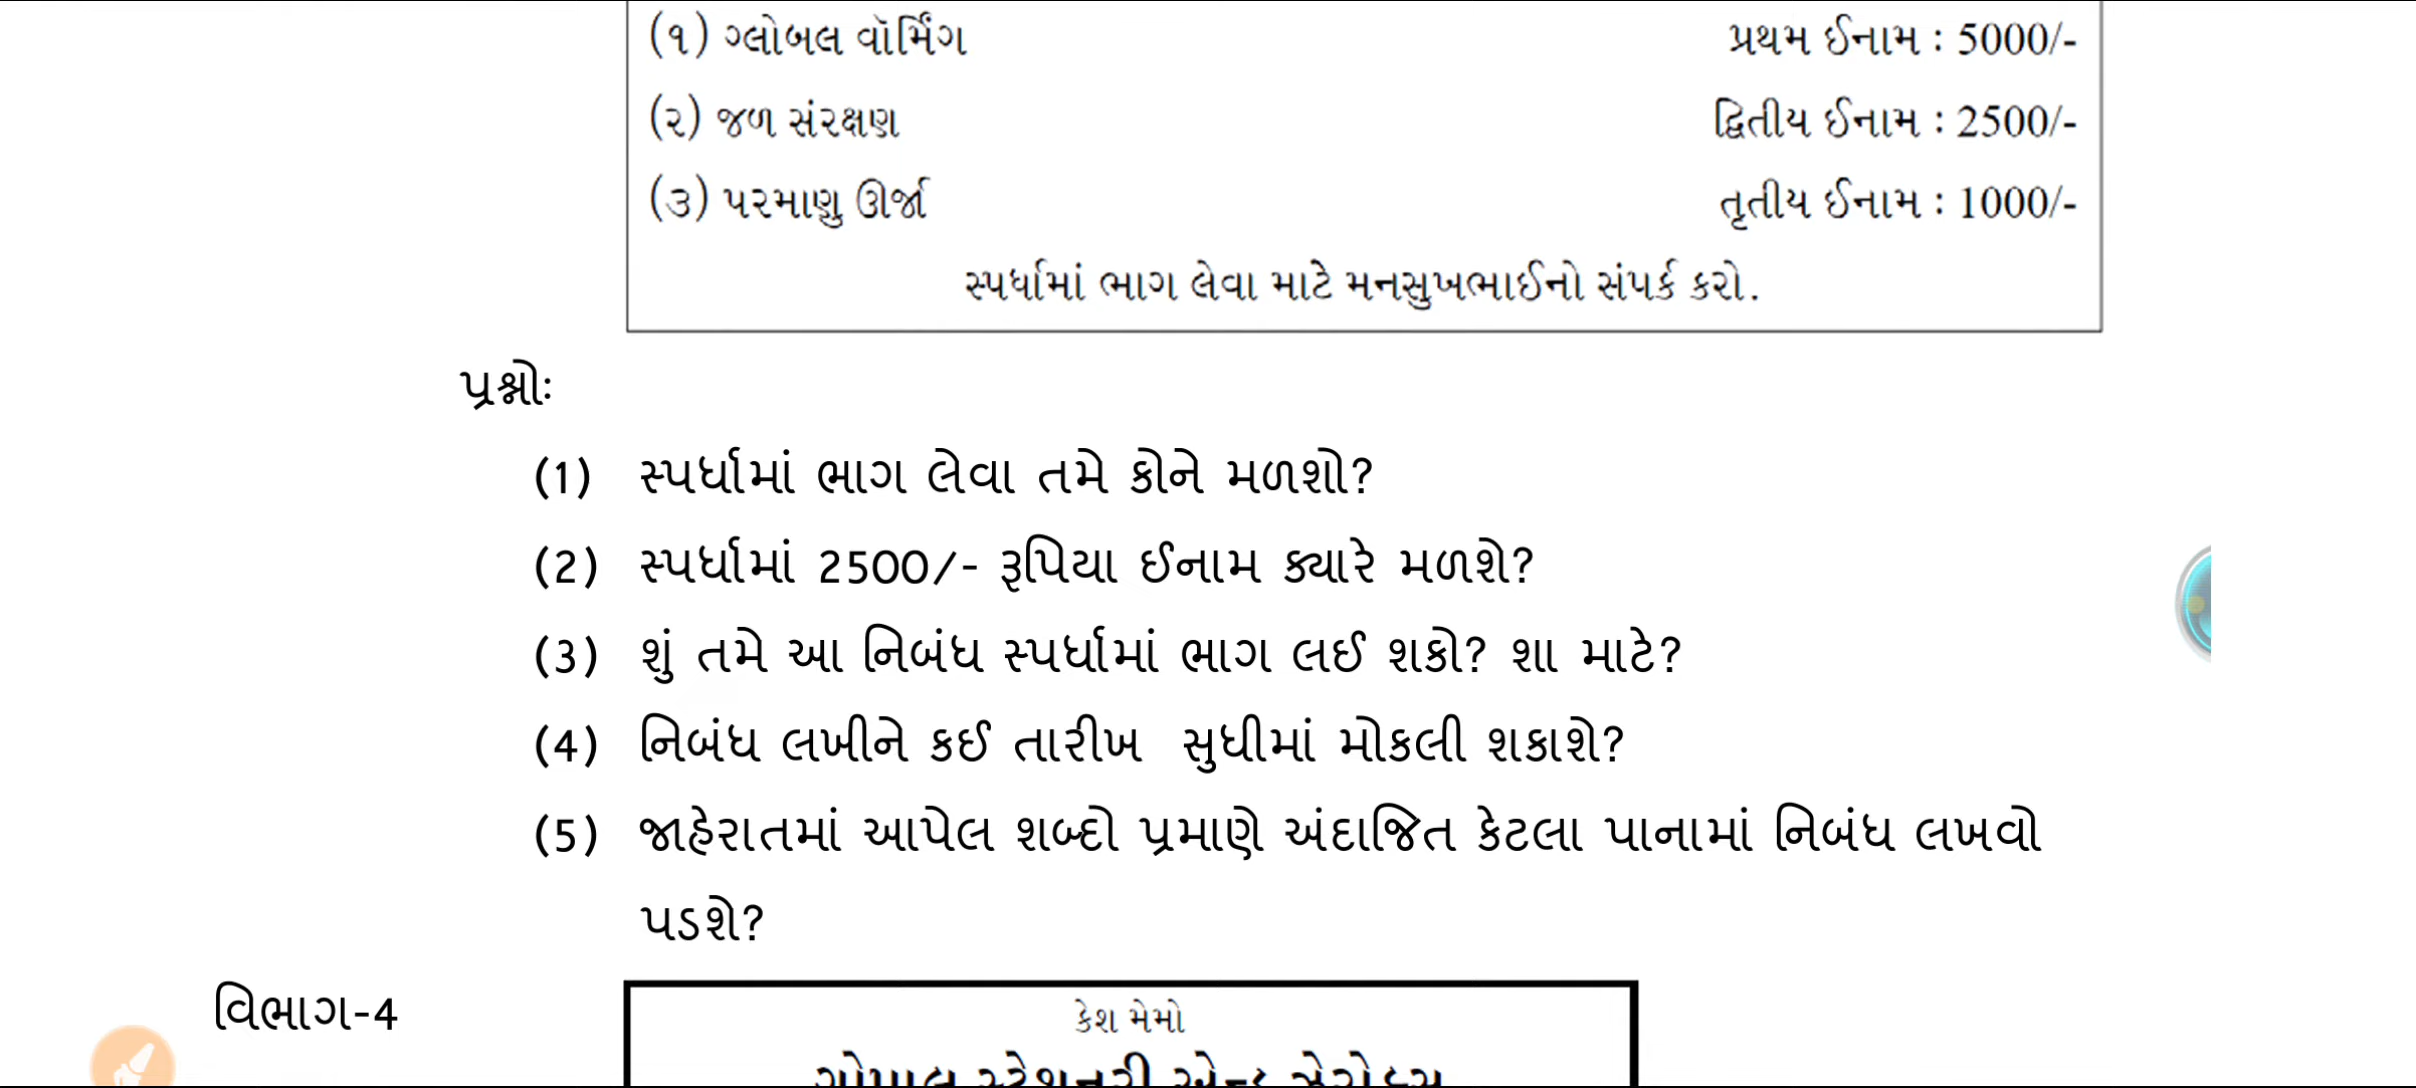 (૧) ગ્લોબલ વૉર્મિંગ પ્રથમ ઈનામ : 5000/-
(૨) જળ સંરક્ષણ દ્વિતીય ઈનામ : 2500/-
(૩) પરમાણુ ઊર્જા તૃતીય ઈનામ : 1000/-
સ્પર્ધામાં ભાગ લેવા માટે મનસુખભાઈનો સંપર્ક કરો.
પ્રશ્નોઃ
(1) સ્પર્ધામાં ભાગ લેવા તમે કોને મળશો?
(2) સ્પર્ધામાં 2500/- રૂપિયા ઈનામ ક્યારે મળશે?
(3) શું તમે આ નિબંધ સ્પર્ધામાં ભાગ લઈ શકો? શા માટે?
(4) નિબંધ લખીને કઈ તારીખ સુધીમાં મોકલી શકાશે?
(5) જાહેરાતમાં આપેલ શબ્દો પ્રમાણે અંદાજિત કેટલા પાનામાં નિબંધ લખવો
પડશે?
વિભાગ-4
કેશ મેમો
ગોપાલ સ્ટેશનરી એન્ડ ઝેરોક્સ